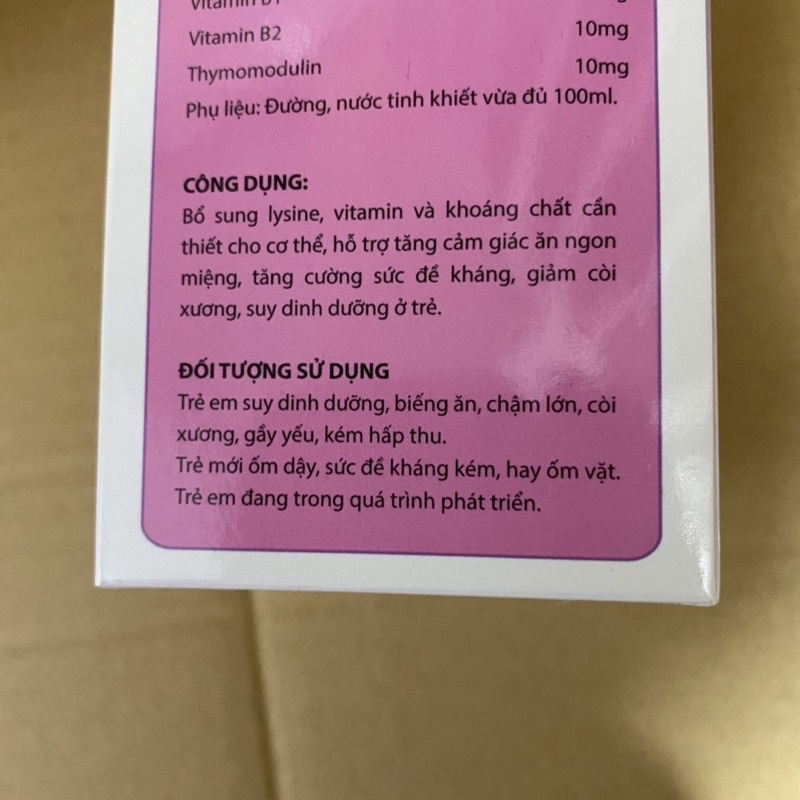 Vitamin B1
Vitamin B2 10mg
Thymomodulin 10mg
Phụ liệu: Đường, nước tinh khiết vừa đủ 100ml.
CÔNG DỤNG:
Bổ sung lysine, vitamin và khoáng chất cần
thiết cho cơ thể, hỗ trợ tăng cảm giác ăn ngon
miệng, tăng cường sức đề kháng, giảm còi
xương, suy dinh dưỡng ở trẻ.
ĐỐI TƯỢNG SỬ DỤNG
Trẻ em suy dinh dưỡng, biếng ăn, chậm lớn, còi
xương, gầy yếu, kém hấp thu.
Trẻ mới ốm dậy, sức đề kháng kém, hay ốm vặt.
Trẻ em đang trong quá trình phát triển.